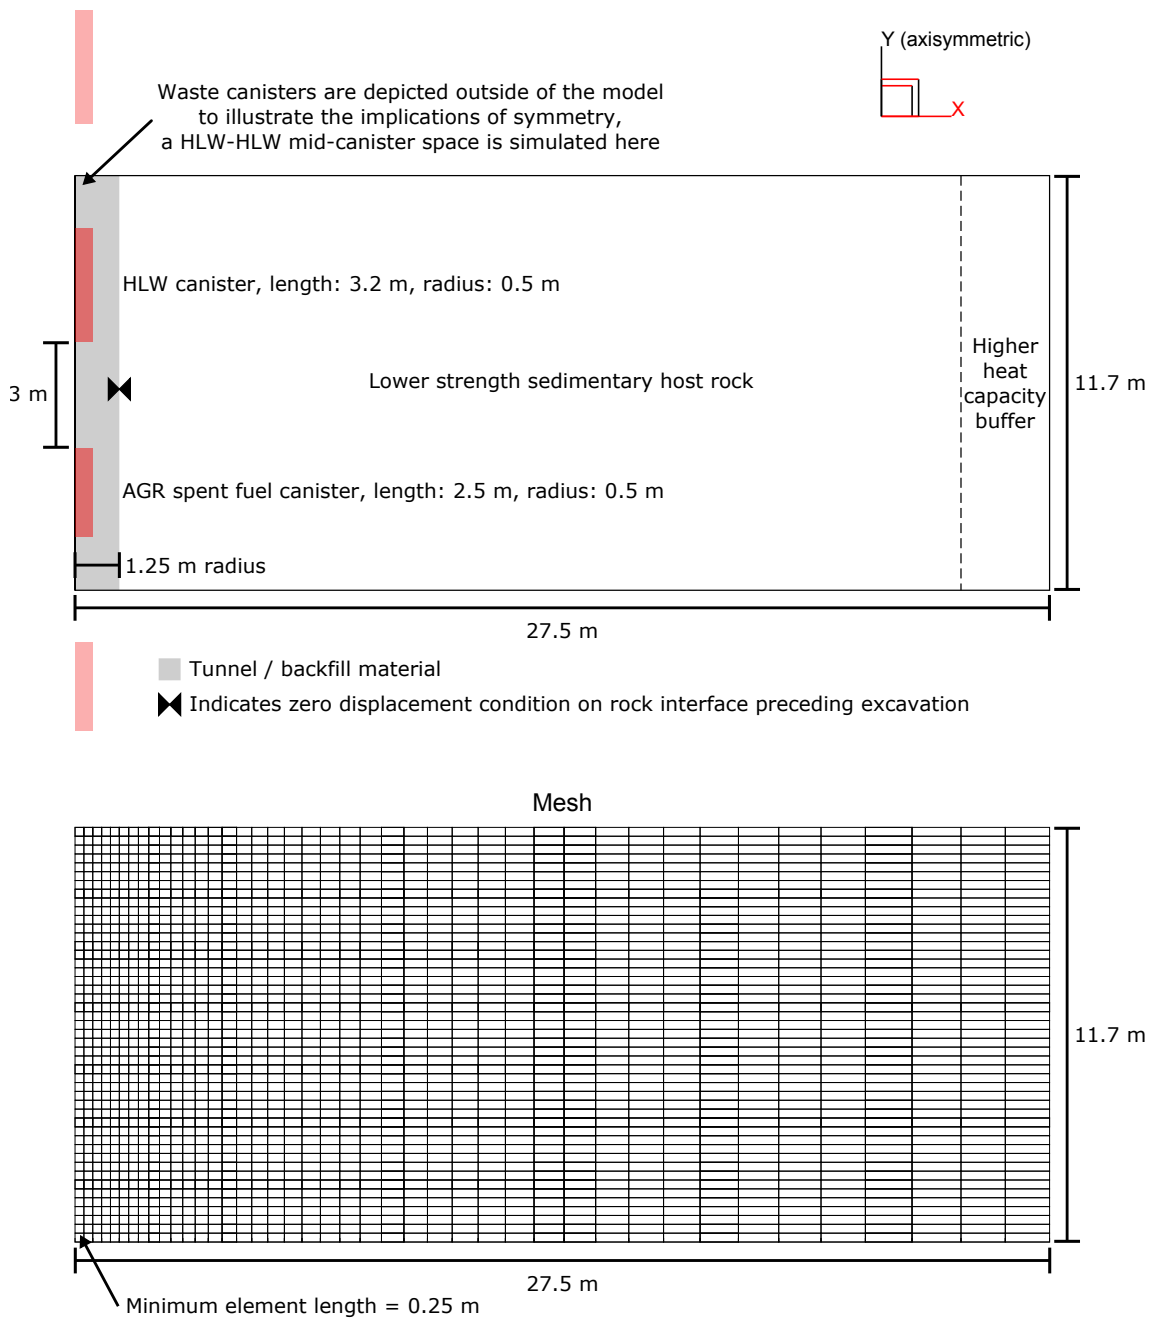 Y (axisymmetric)
X
Waste canisters are depicted outside of the model
to illustrate the implications of symmetry,
a HLW-HLW mid-canister space is simulated here
HLW canister, length: 3.2 m, radius: 0.5 m
3 m
Lower strength sedimentary host rock
Higher
heat
capacity
buffer
11.7 m
AGR spent fuel canister, length: 2.5 m, radius: 0.5 m
1.25 m radius
27.5 m
Tunnel / backfill material
Indicates zero displacement condition on rock interface preceding excavation
Mesh
11.7 m
27.5 m
Minimum element length = 0.25 m